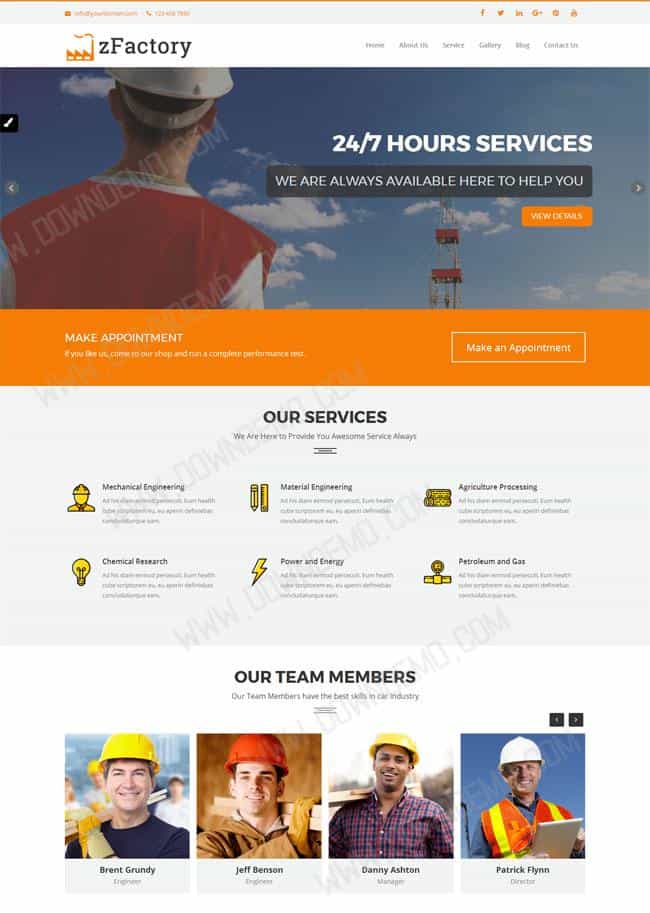 info@yourdomain.com 123 456 7890
zFactory
Home About Us Service Gallery Blog Contact Us
24/7 HOURS SERVICES
WE ARE ALWAYS AVAILABLE HERE TO HELP YOU
VIEW DETAILS
MAKE APPOINTMENT
If you like us, come to our shop and run a complete performance test.
Make an Appointment
OUR SERVICES
We Are Here to Provide You Awesome Service Always
Mechanical Engineering
Ad his diam eirmod persecuti. Eum health
cube scriptorem eu, eu aperiri definiebas
concludaturque eam.
Material Engineering
Ad his diam eirmod persecuti. Eum health
cube scriptorem eu, eu aperiri definiebas
concludaturque eam.
Agriculture Processing
Ad his diam eirmod persecuti. Eum health
cube scriptorem eu, eu aperiri definiebas
concludaturque eam.
Chemical Research
Ad his diam eirmod persecuti. Eum health
cube scriptorem eu, eu aperiri definiebas
concludaturque eam.
Power and Energy
Ad his diam eirmod persecuti. Eum health
cube scriptorem eu, eu aperiri definiebas
concludaturque eam.
Petroleum and Gas
Ad his diam eirmod persecuti. Eum health
cube scriptorem eu, eu aperiri definiebas
concludaturque eam.
OUR TEAM MEMBERS
Our Team Members have the best skills in car Industry
Brent Grundy
Engineer
Jeff Benson
Engineer
Danny Ashton
Manager
Patrick Flynn
Director
WWW.DOWNDEMO.COM